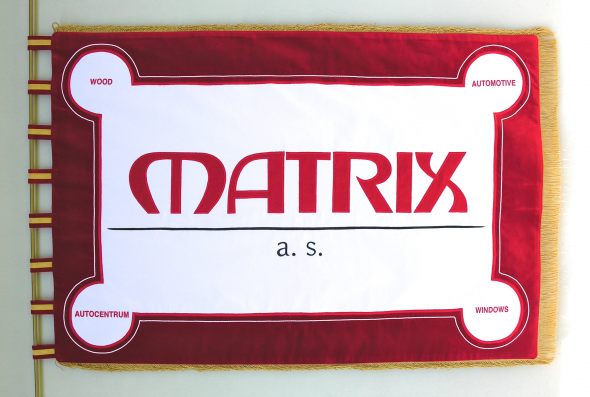 WOOD
AUTOMOTIVE
MATRIX
a. s.
AUTOCENTRUM
WINDOWS